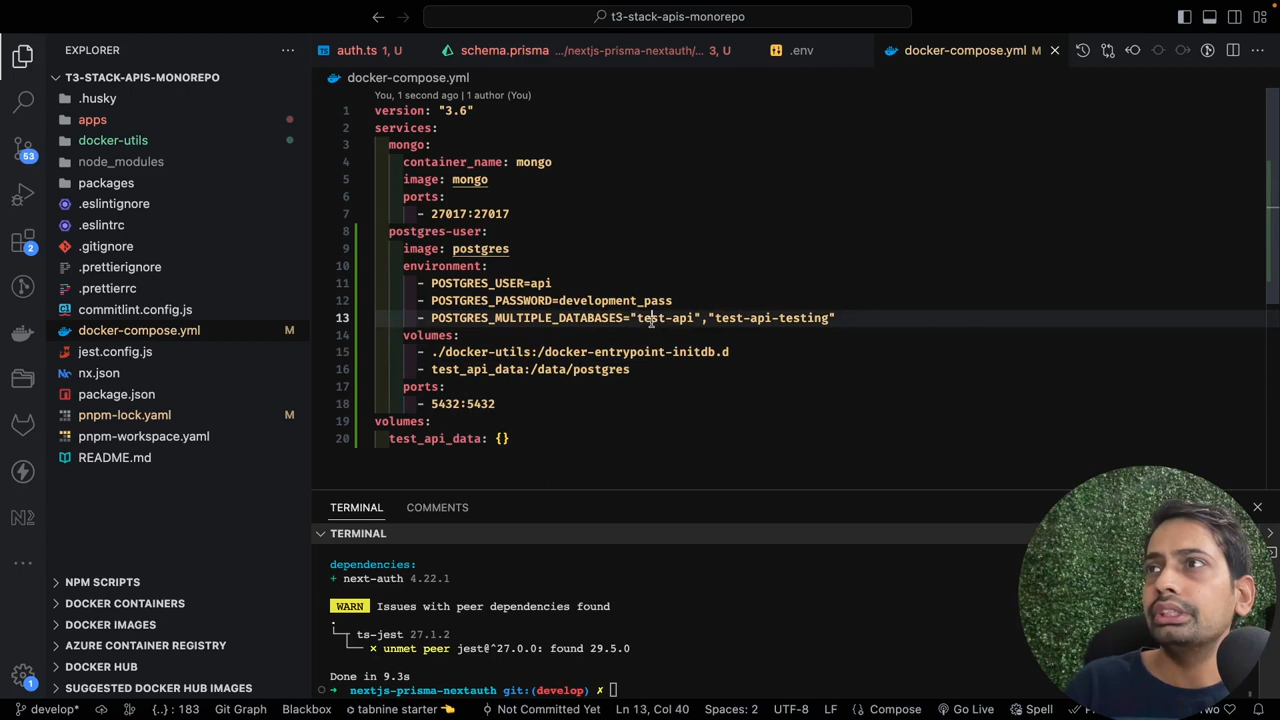 t3-stack-apis-monorepo
EXPLORER
T3-STACK-APIS-MONOREPO
.husky
apps
docker-utils
node_modules
packages
.eslintignore
.eslintrc
.gitignore
.prettierignore
.prettierrc
commitlint.config.js
docker-compose.yml M
jest.config.js
nx.json
package.json
pnpm-lock.yaml M
pnpm-workspace.yaml
README.md
NPM SCRIPTS
DOCKER CONTAINERS
DOCKER IMAGES
AZURE CONTAINER REGISTRY
DOCKER HUB
SUGGESTED DOCKER HUB IMAGES
53
2
1
auth.ts 1, U
schema.prisma .../nextjs-prisma-nextauth/... 3, U
.env
docker-compose.yml M
docker-compose.yml
You, 1 second ago | 1 author (You)
1 version: "3.6"
2 services:
3 mongo:
4 container_name: mongo
5 image: mongo
6 ports:
7 - 27017:27017
8 postgres-user:
9 image: postgres
10 environment:
11 - POSTGRES_USER=api
12 - POSTGRES_PASSWORD=development_pass
13 - POSTGRES_MULTIPLE_DATABASES="test-api","test-api-testing"
14 volumes:
15 - ./docker-utils:/docker-entrypoint-initdb.d
16 - test_api_data:/data/postgres
17 ports:
18 - 5432:5432
19 volumes:
20 test_api_data: {}
TERMINAL COMMENTS
TERMINAL
dependencies:
+ next-auth 4.22.1
WARN Issues with peer dependencies found
.
└─┬ ts-jest 27.1.2
└── ✕ unmet peer jest@^27.0.0: found 29.5.0
Done in 9.3s
➜ nextjs-prisma-nextauth git:(develop) ✗
develop* {..} : 183 Git Graph Blackbox tabnine starter Not Committed Yet Ln 13, Col 40 Spaces: 2 UTF-8 LF Compose Go Live Spell